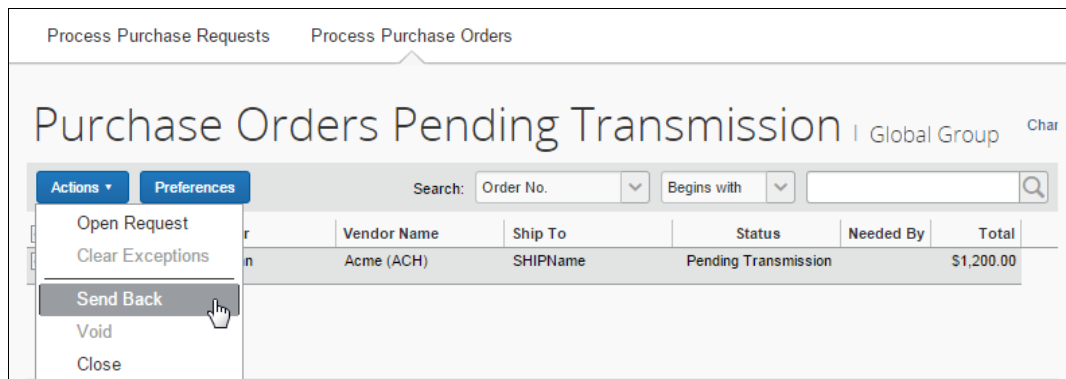 Process Purchase Requests Process Purchase Orders
Purchase Orders Pending Transmission | Global Group Char
Actions Preferences Search: Order No. Begins with
Open Request
r Vendor Name Ship To Status Needed By Total
Clear Exceptions
n Acme (ACH) SHIPName Pending Transmission $1,200.00
Send Back
Void
Close